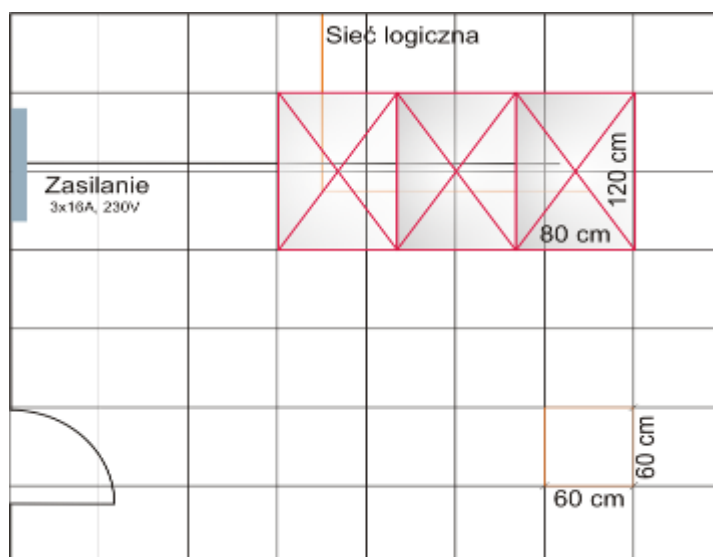 Sieć logiczna
Zasilanie
3x16A, 230V
120 cm
80 cm
60 cm
60 cm